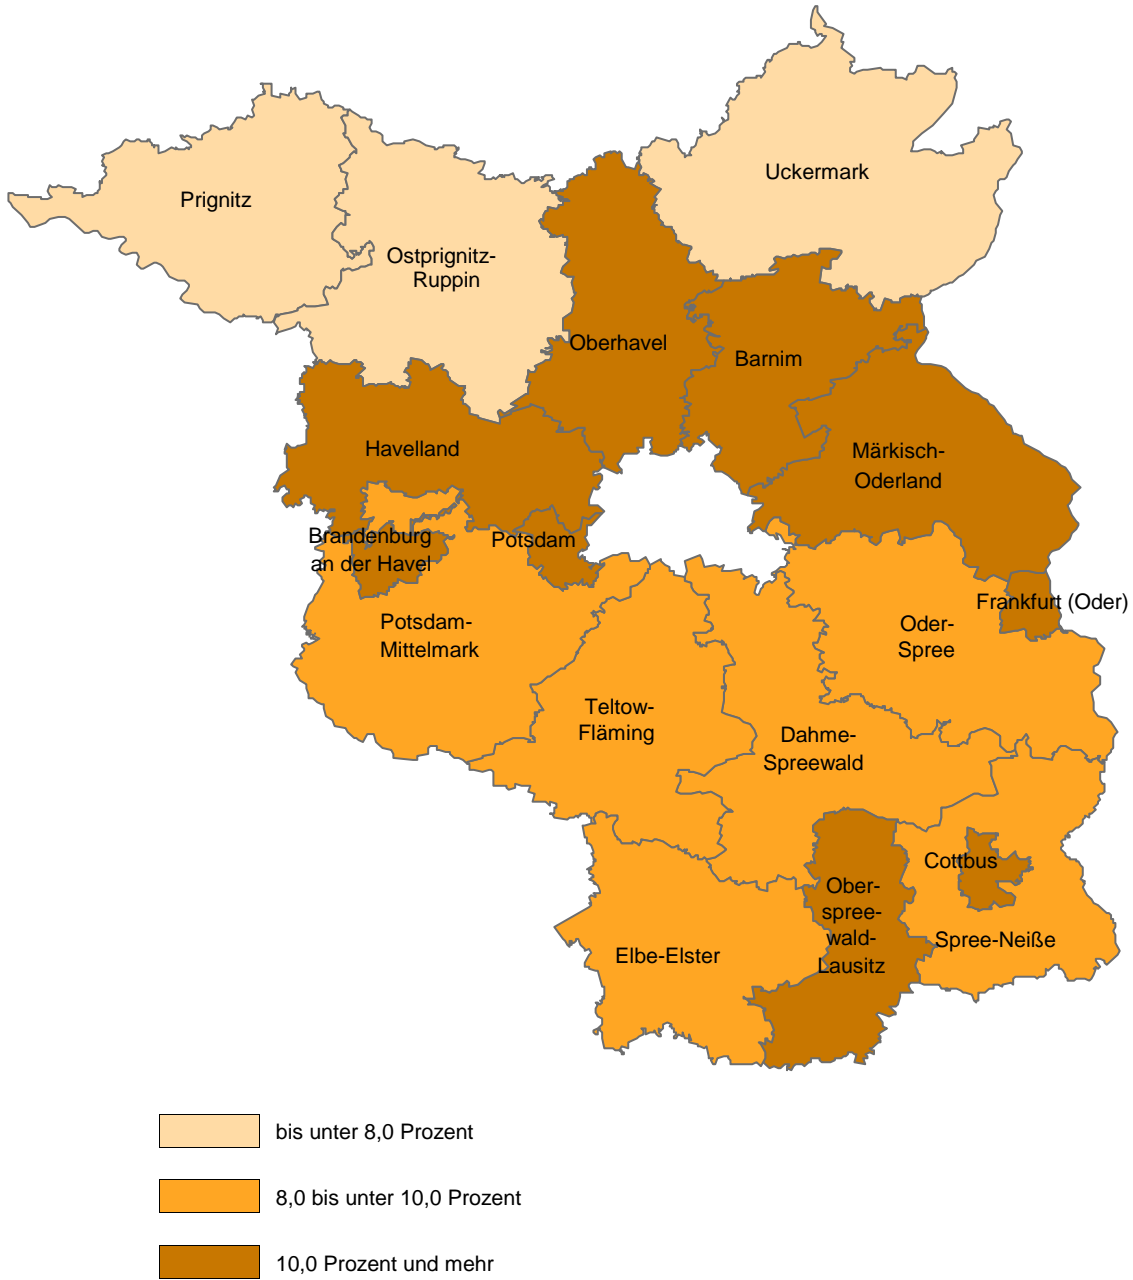 Uckermark
Prignitz
Ostprignitz-
Ruppin
Oberhavel
Barnim
Havelland
Märkisch-
Oderland
Brandenburg
an der Havel
Potsdam
Frankfurt (Oder)
Potsdam-
Mittelmark
Oder-
Spree
Teltow-
Fläming
Dahme-
Spreewald
Cottbus
Ober-
spree-
wald-
Lausitz
Spree-Neiße
Elbe-Elster
bis unter 8,0 Prozent
8,0 bis unter 10,0 Prozent
10,0 Prozent und mehr